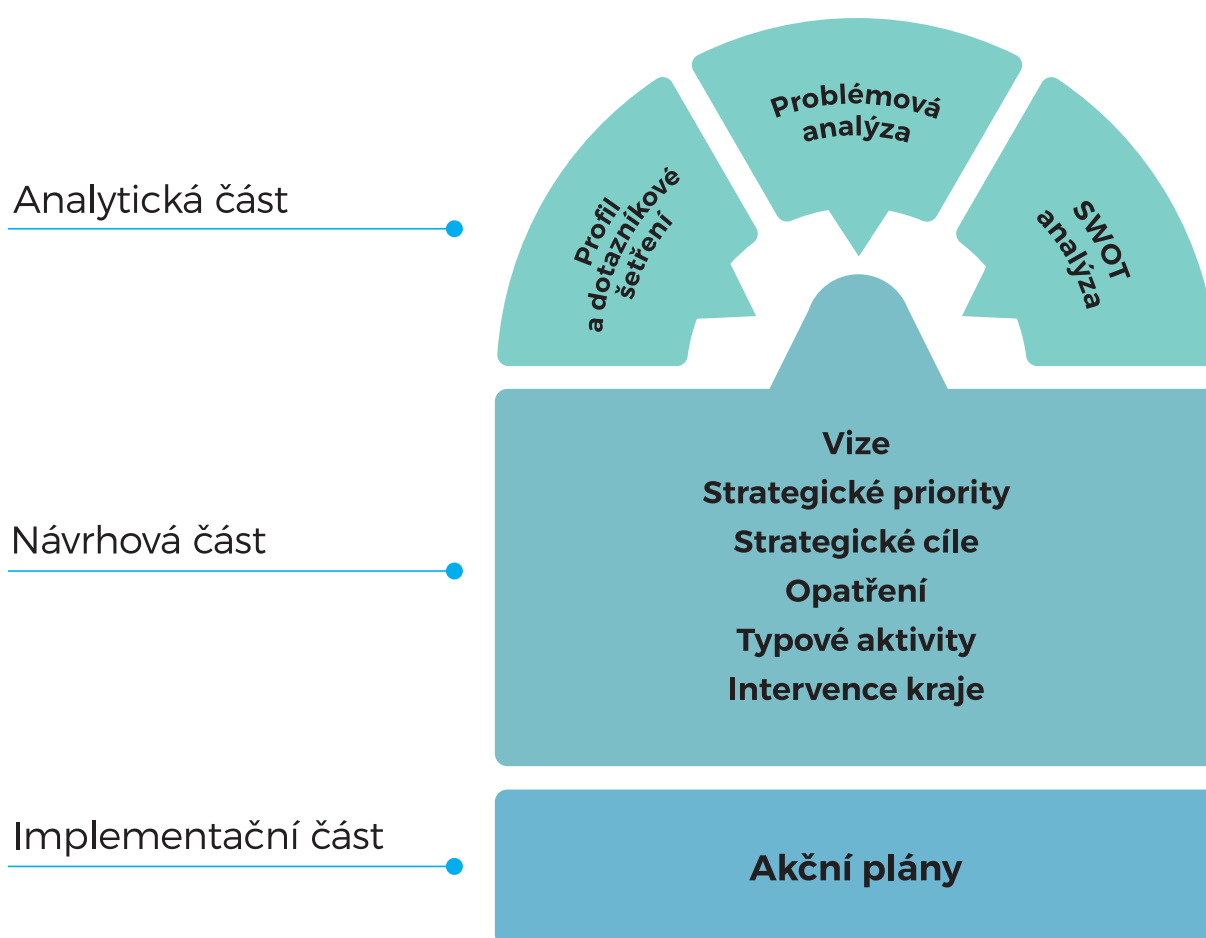 Analytická část
Profil
a dotazníkové
šetření
Problémová
analýza
SWOT
analýza
Návrhová část
Vize
Strategické priority
Strategické cíle
Opatření
Typové aktivity
Intervence kraje
Implementační část
Akční plány